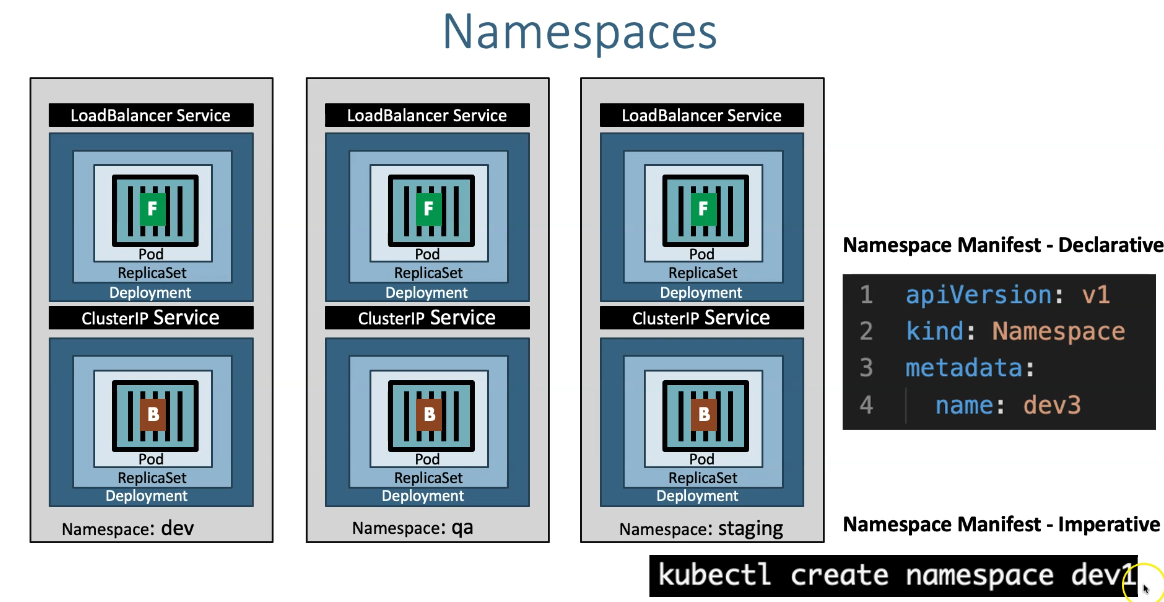 Namespaces
LoadBalancer Service
F
Pod
ReplicaSet
Deployment
ClusterIP Service
B
Pod
ReplicaSet
Deployment
Namespace: dev
LoadBalancer Service
F
Pod
ReplicaSet
Deployment
ClusterIP Service
B
Pod
ReplicaSet
Deployment
Namespace: qa
LoadBalancer Service
F
Pod
ReplicaSet
Deployment
ClusterIP Service
B
Pod
ReplicaSet
Deployment
Namespace: staging
Namespace Manifest - Declarative
1 apiVersion: v1
2 kind: Namespace
3 metadata:
4 name: dev3
Namespace Manifest - Imperative
kubectl create namespace dev1